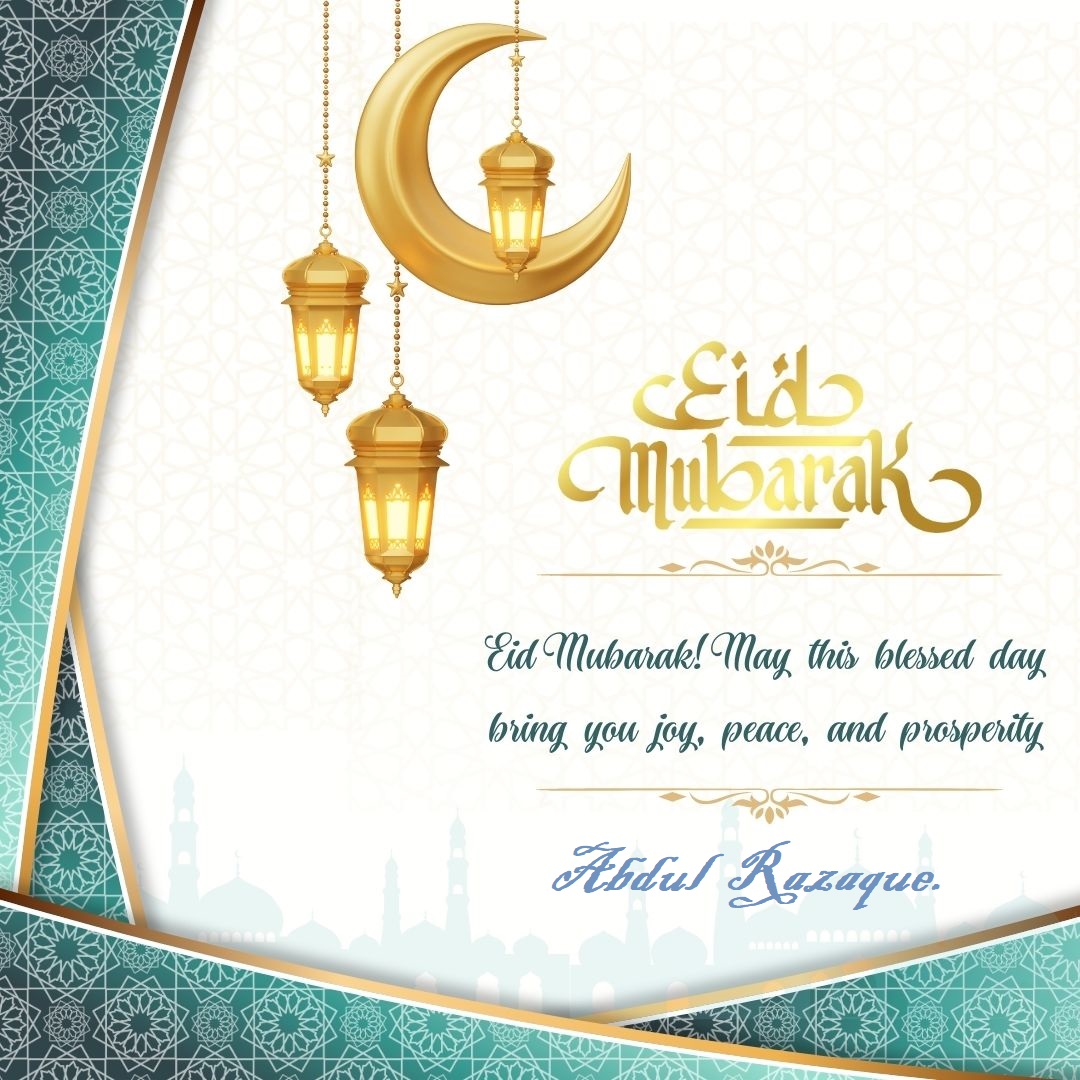 Eid
Mubarak
Eid Mubarak! May this blessed day
bring you joy, peace, and prosperity
Abdul Razaque.